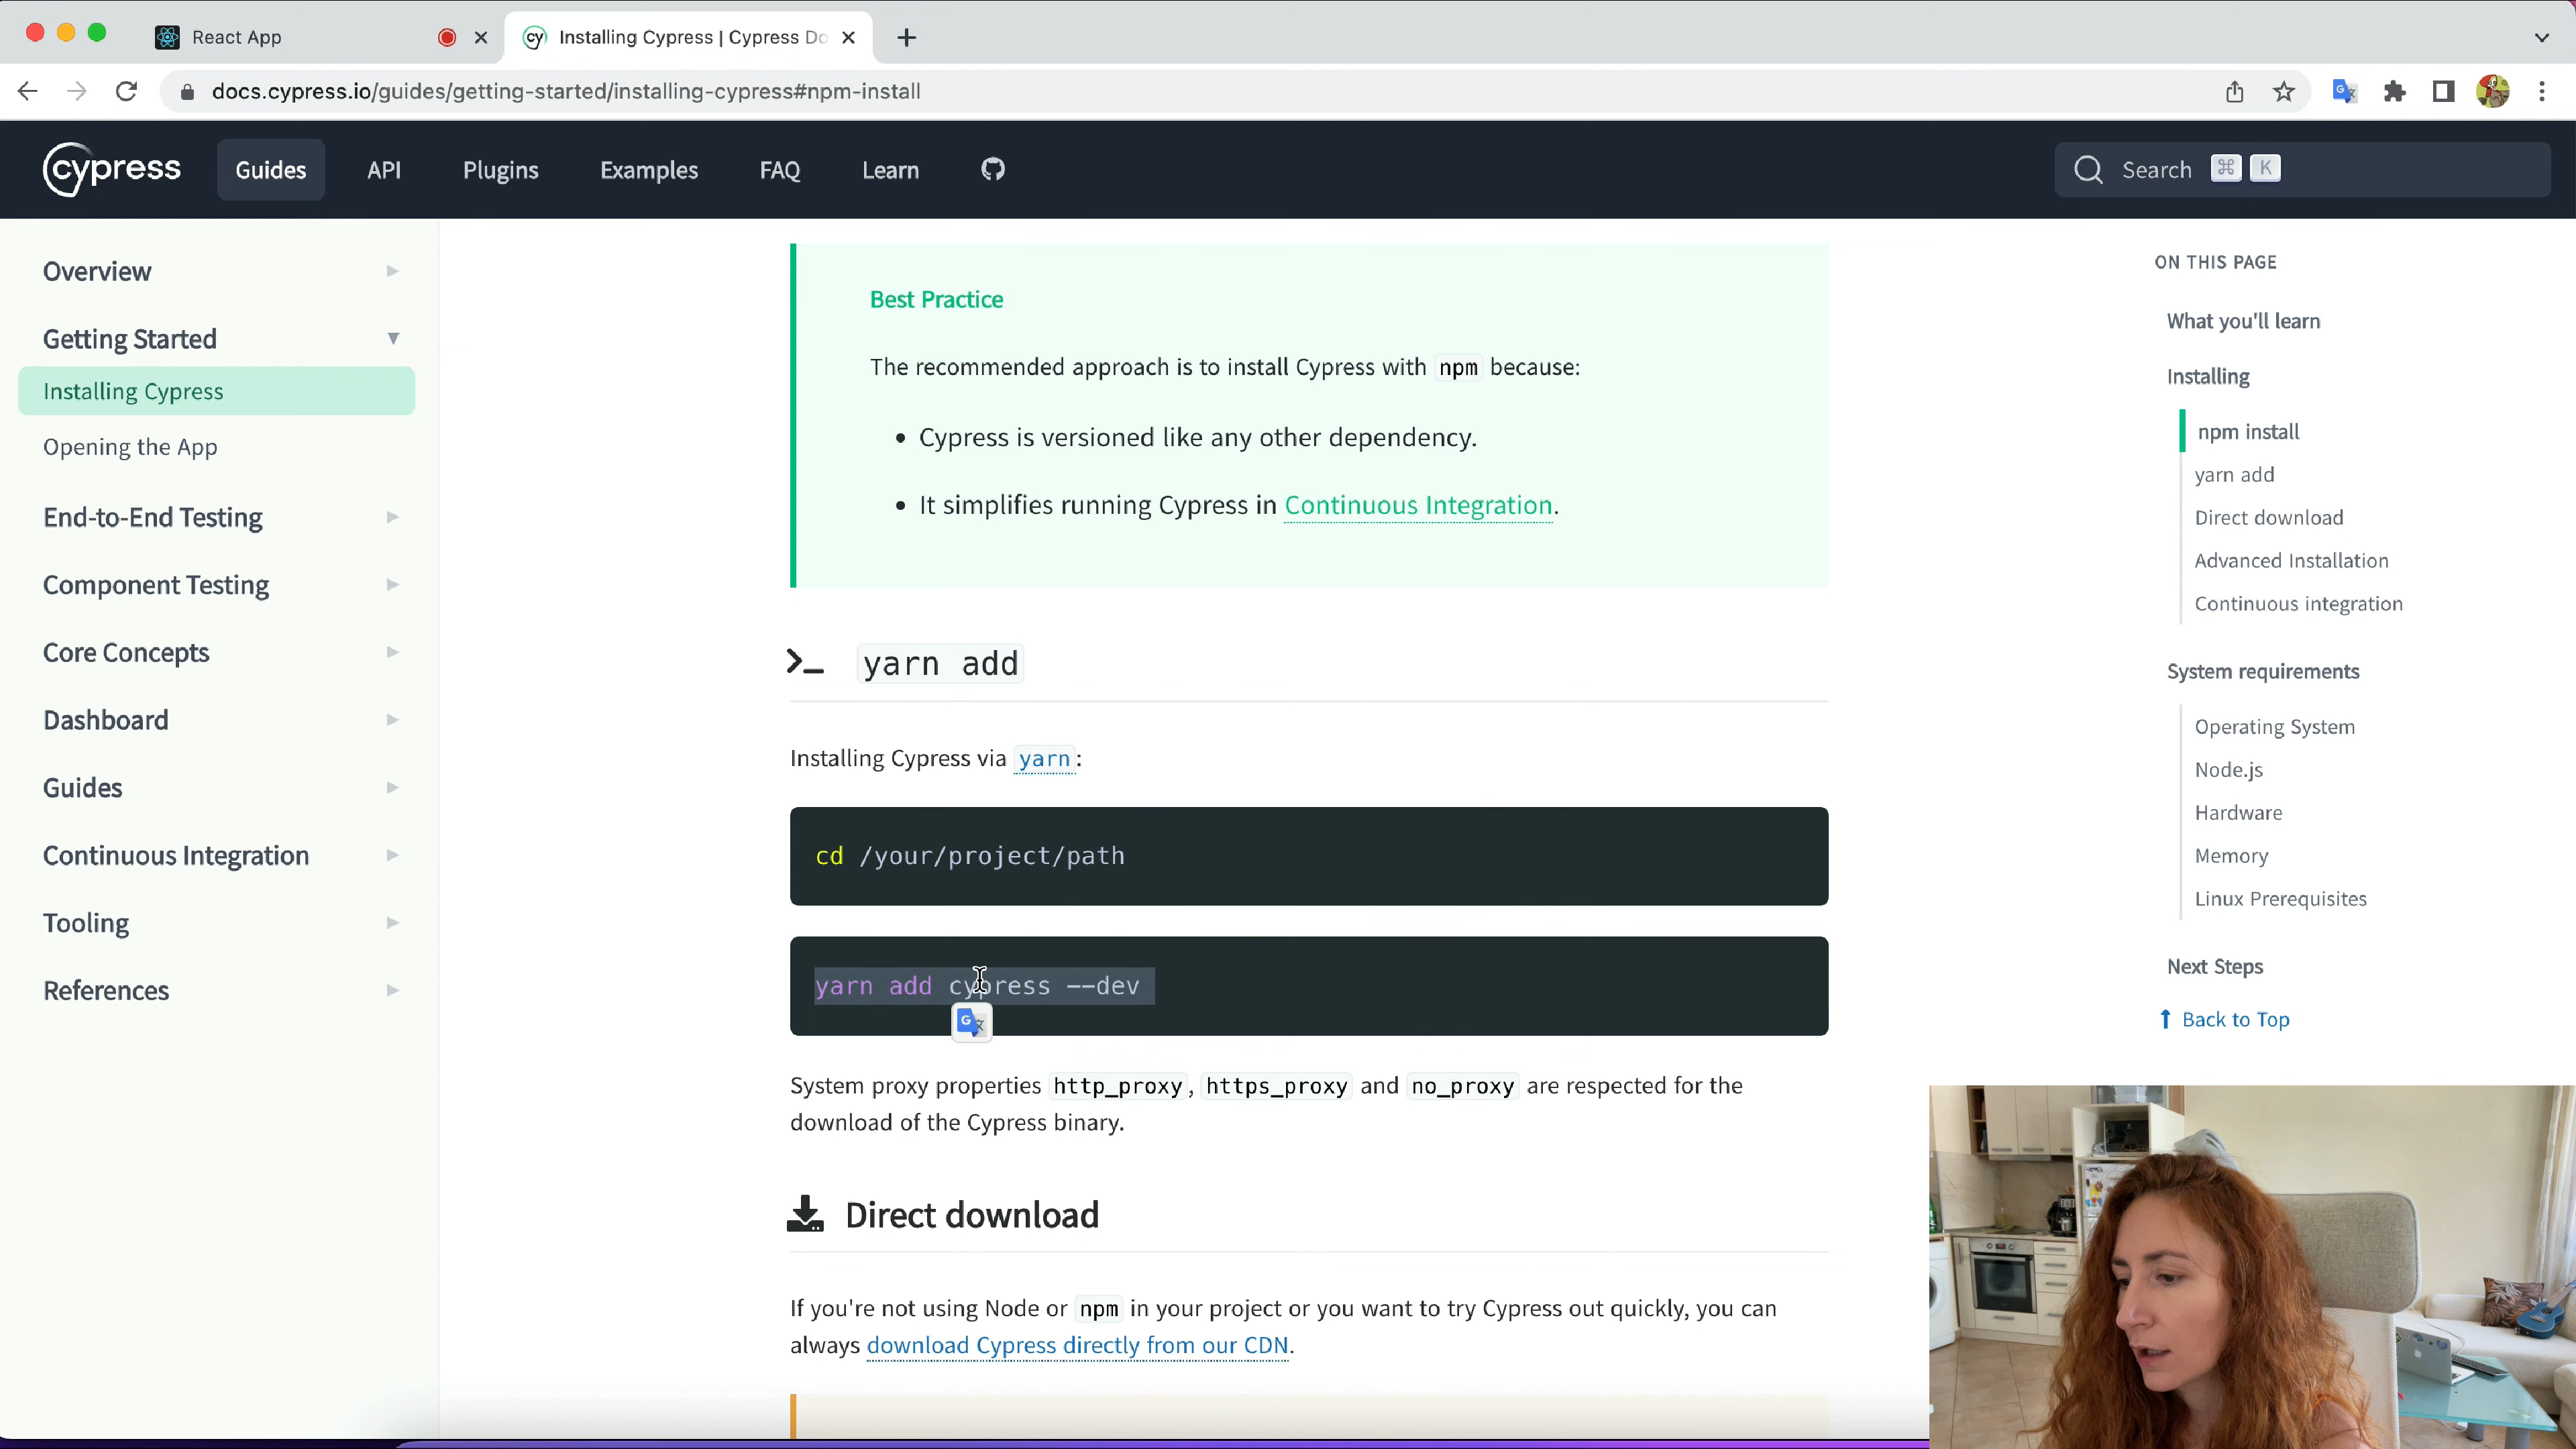 React App
Installing Cypress | Cypress Do
docs.cypress.io/guides/getting-started/installing-cypress#npm-install
cypress
Guides
API
Plugins
Examples
FAQ
Learn
Search ⌘ K
Overview
Getting Started
Installing Cypress
Opening the App
End-to-End Testing
Component Testing
Core Concepts
Dashboard
Guides
Continuous Integration
Tooling
References
Best Practice
The recommended approach is to install Cypress with npm because:
• Cypress is versioned like any other dependency.
• It simplifies running Cypress in Continuous Integration.
yarn add
Installing Cypress via yarn:
cd /your/project/path
yarn add cypress --dev
System proxy properties http_proxy, https_proxy and no_proxy are respected for the
download of the Cypress binary.
Direct download
If you're not using Node or npm in your project or you want to try Cypress out quickly, you can
always download Cypress directly from our CDN.
ON THIS PAGE
What you'll learn
Installing
npm install
yarn add
Direct download
Advanced Installation
Continuous integration
System requirements
Operating System
Node.js
Hardware
Memory
Linux Prerequisites
Next Steps
Back to Top